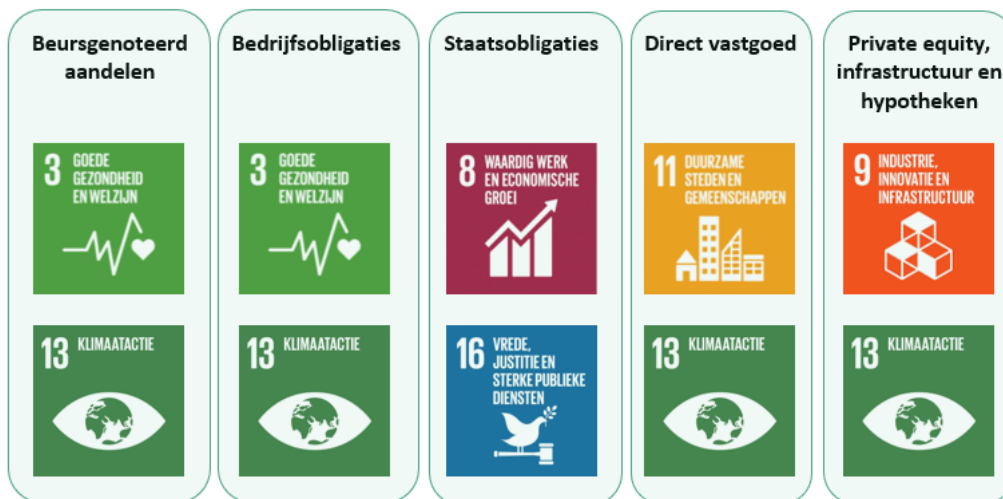 Beursgenoteerd
aandelen
3 GOEDE
GEZONDHEID
EN WELZIJN
13 KLIMAATACTIE
Bedrijfsobligaties
3 GOEDE
GEZONDHEID
EN WELZIJN
13 KLIMAATACTIE
Staatsobligaties
8 WAARDIG WERK
EN ECONOMISCHE
GROEI
16 VREDE,
JUSTITIE EN
STERKE PUBLIEKE
DIENSTEN
Direct vastgoed
11 DUURZAME
STEDEN EN
GEMEENSCHAPPEN
13 KLIMAATACTIE
Private equity,
infrastructuur en
hypotheken
9 INDUSTRIE,
INNOVATIE EN
INFRASTRUCTUUR
13 KLIMAATACTIE